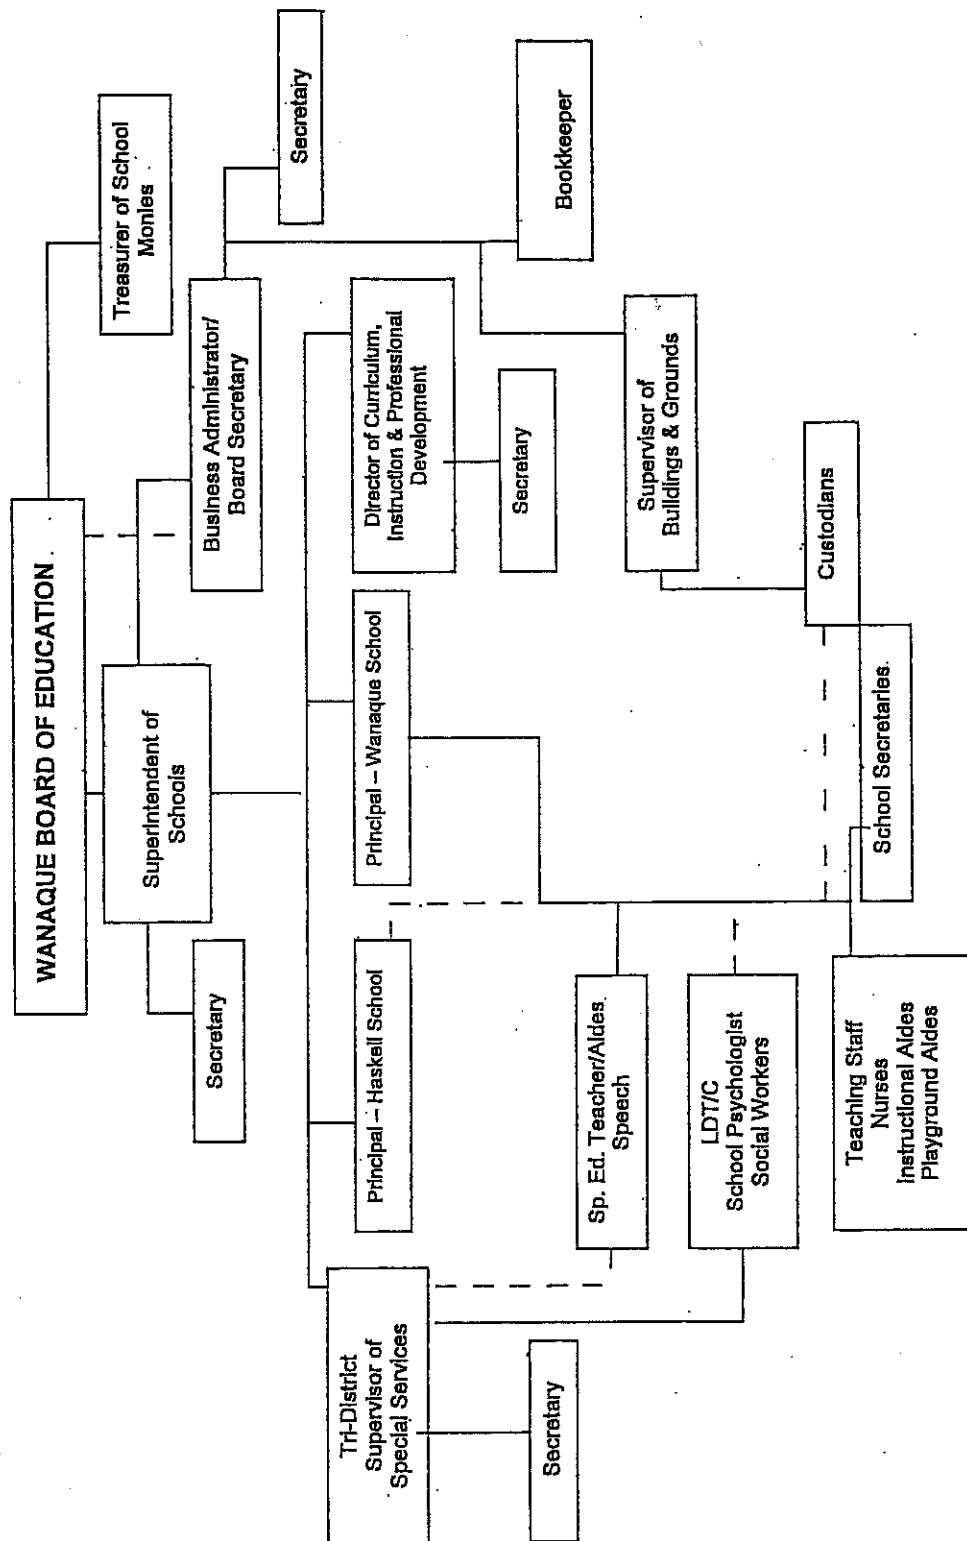 WANAQUE BOARD OF EDUCATION
Treasurer of School
Monies
Superintendent of
Schools
Secretary
Business Administrator/
Board Secretary
Secretary
Tri-District
Supervisor of
Special Services
Principal – Haskell School
Principal – Wanaque School
Director of Curriculum,
Instruction & Professional
Development
Bookkeeper
Secretary
Secretary
Sp. Ed. Teacher/Aides
Speech
Supervisor of
Buildings & Grounds
LDT/C
School Psychologist
Social Workers
Custodians
Teaching Staff
Nurses
Instructional Aides
Playground Aides
School Secretaries